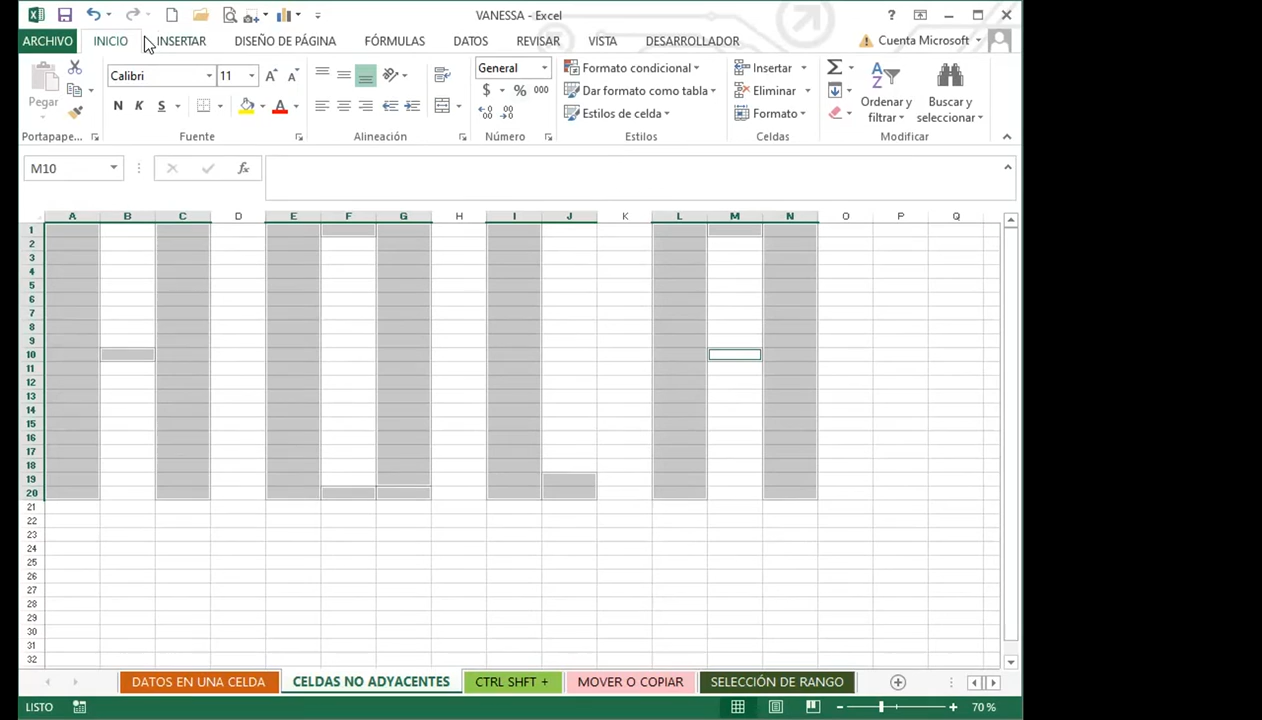 VANESSA - Excel
ARCHIVO INICIO INSERTAR DISEÑO DE PÁGINA FÓRMULAS DATOS REVISAR VISTA DESARROLLADOR Cuenta Microsoft
Pegar
Calibri 11
N K S
General
$ % 000
Formato condicional
Dar formato como tabla
Estilos de celda
Insertar
Eliminar
Formato
Ordenar y filtrar
Buscar y seleccionar
Portapape... Fuente Alineación Número Estilos Celdas Modificar
M10 fx
A B C D E F G H I J K L M N O P Q
1
2
3
4
5
6
7
8
9
10
11
12
13
14
15
16
17
18
19
20
21
22
23
24
25
26
27
28
29
30
31
32
DATOS EN UNA CELDA CELDAS NO ADYACENTES CTRL SHFT + MOVER O COPIAR SELECCIÓN DE RANGO
LISTO 70 %